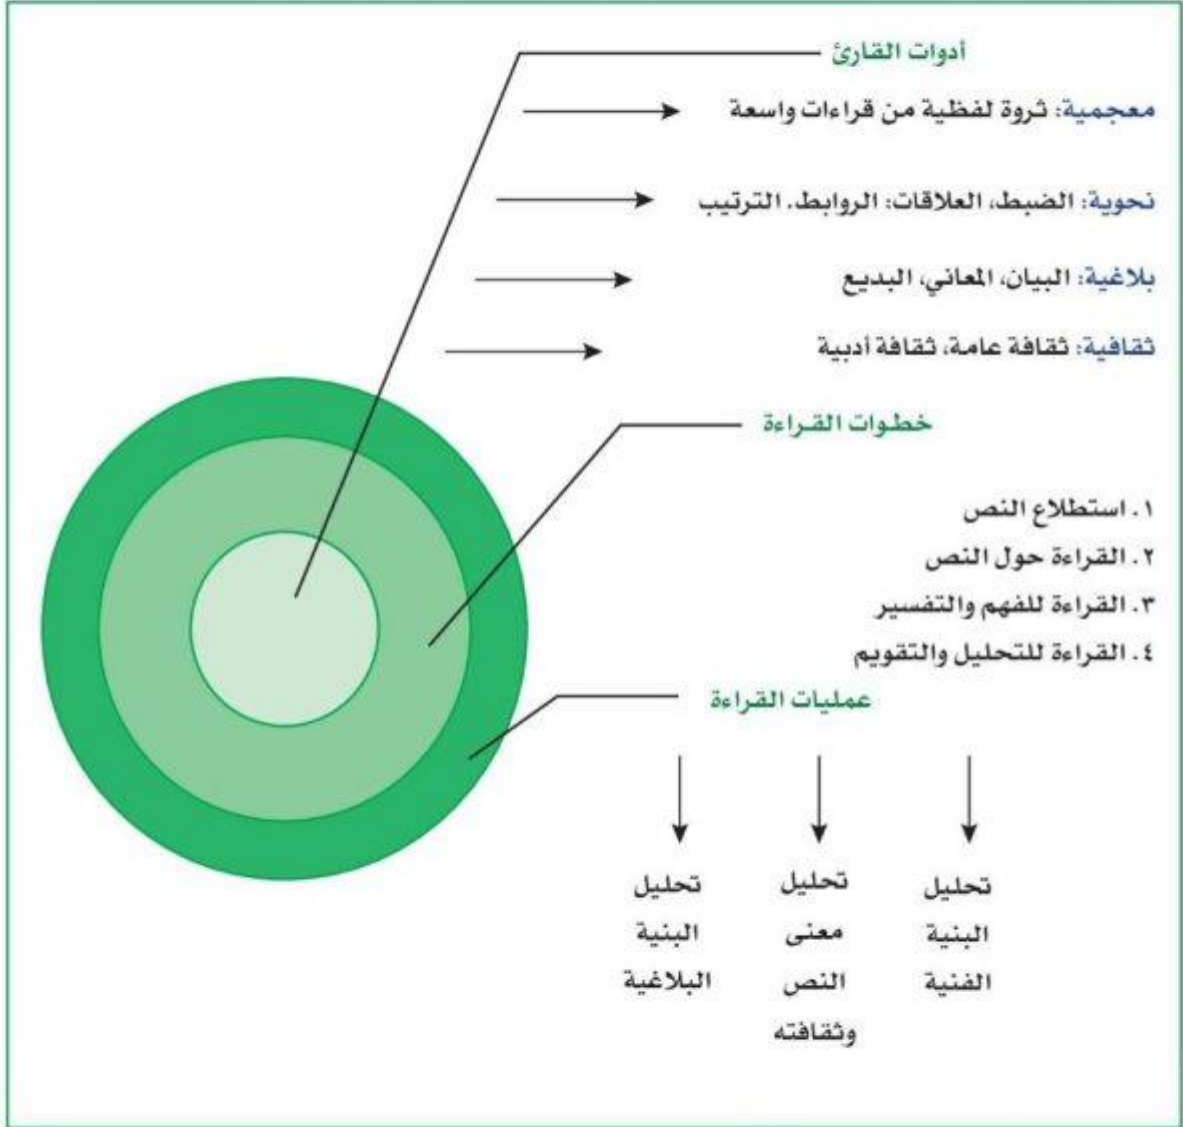 أدوات القارئ
معجمية: ثروة لفظية من قراءات واسعة
نحوية: الضبط، العلاقات: الروابط. الترتيب
بلاغية: البيان، المعاني، البديع
ثقافية: ثقافة عامة، ثقافة أدبية
خطوات القراءة
١. استطلاع النص
٢. القراءة حول النص
٣. القراءة للفهم والتفسير
٤. القراءة للتحليل والتقويم
عمليات القراءة
تحليل
البنية
الفنية
تحليل
معنى
النص
وثقافته
تحليل
البنية
البلاغية